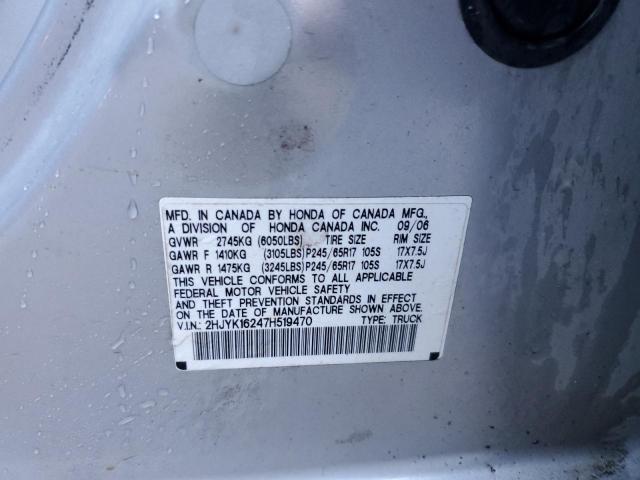 MFD. IN CANADA BY HONDA OF CANADA MFG.,
A DIVISION OF HONDA CANADA INC. 09/06
GVWR 2745KG (6050LBS) TIRE SIZE RIM SIZE
GAWR F 1410KG (3105LBS)P245/65R17 105S 17X7.5J
GAWR R 1475KG (3245LBS)P245/65R17 105S 17X7.5J
THIS VEHICLE CONFORMS TO ALL APPLICABLE
FEDERAL MOTOR VEHICLE SAFETY
AND THEFT PREVENTION STANDARDS IN EFFECT
ON THE DATE OF MANUFACTURE SHOWN ABOVE.
V.I.N.: 2HJYK16247H519470 TYPE: TRUCK